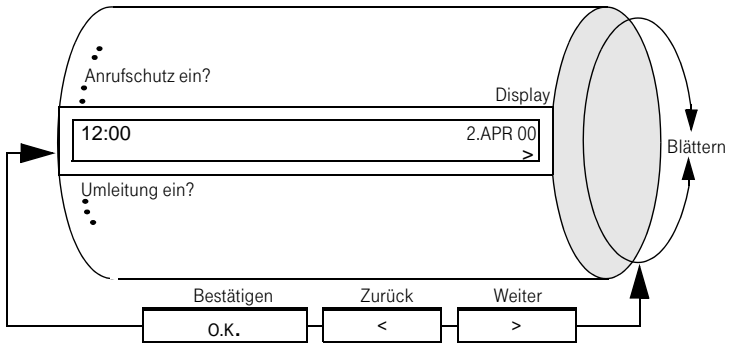 Anrufschutz ein?
Display
12:00 2.APR 00
>
Blättern
Umleitung ein?
Bestätigen Zurück Weiter
O.K. < >